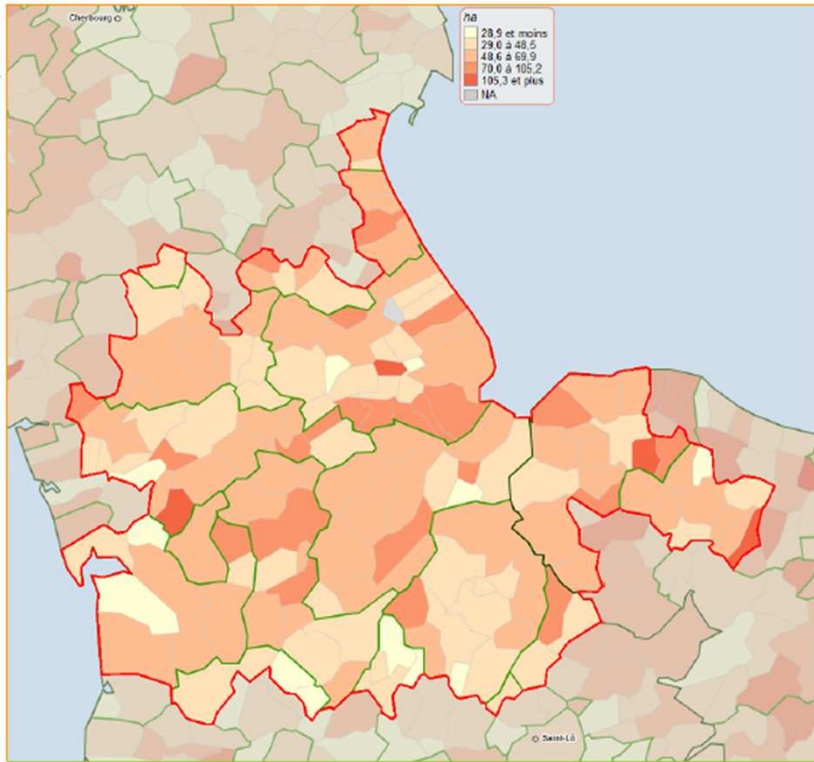 Cherbourg
ha
28,9 et moins
29,0 à 48,5
48,6 à 69,9
70,0 à 105,2
105,3 et plus
NA
Saint-Lô